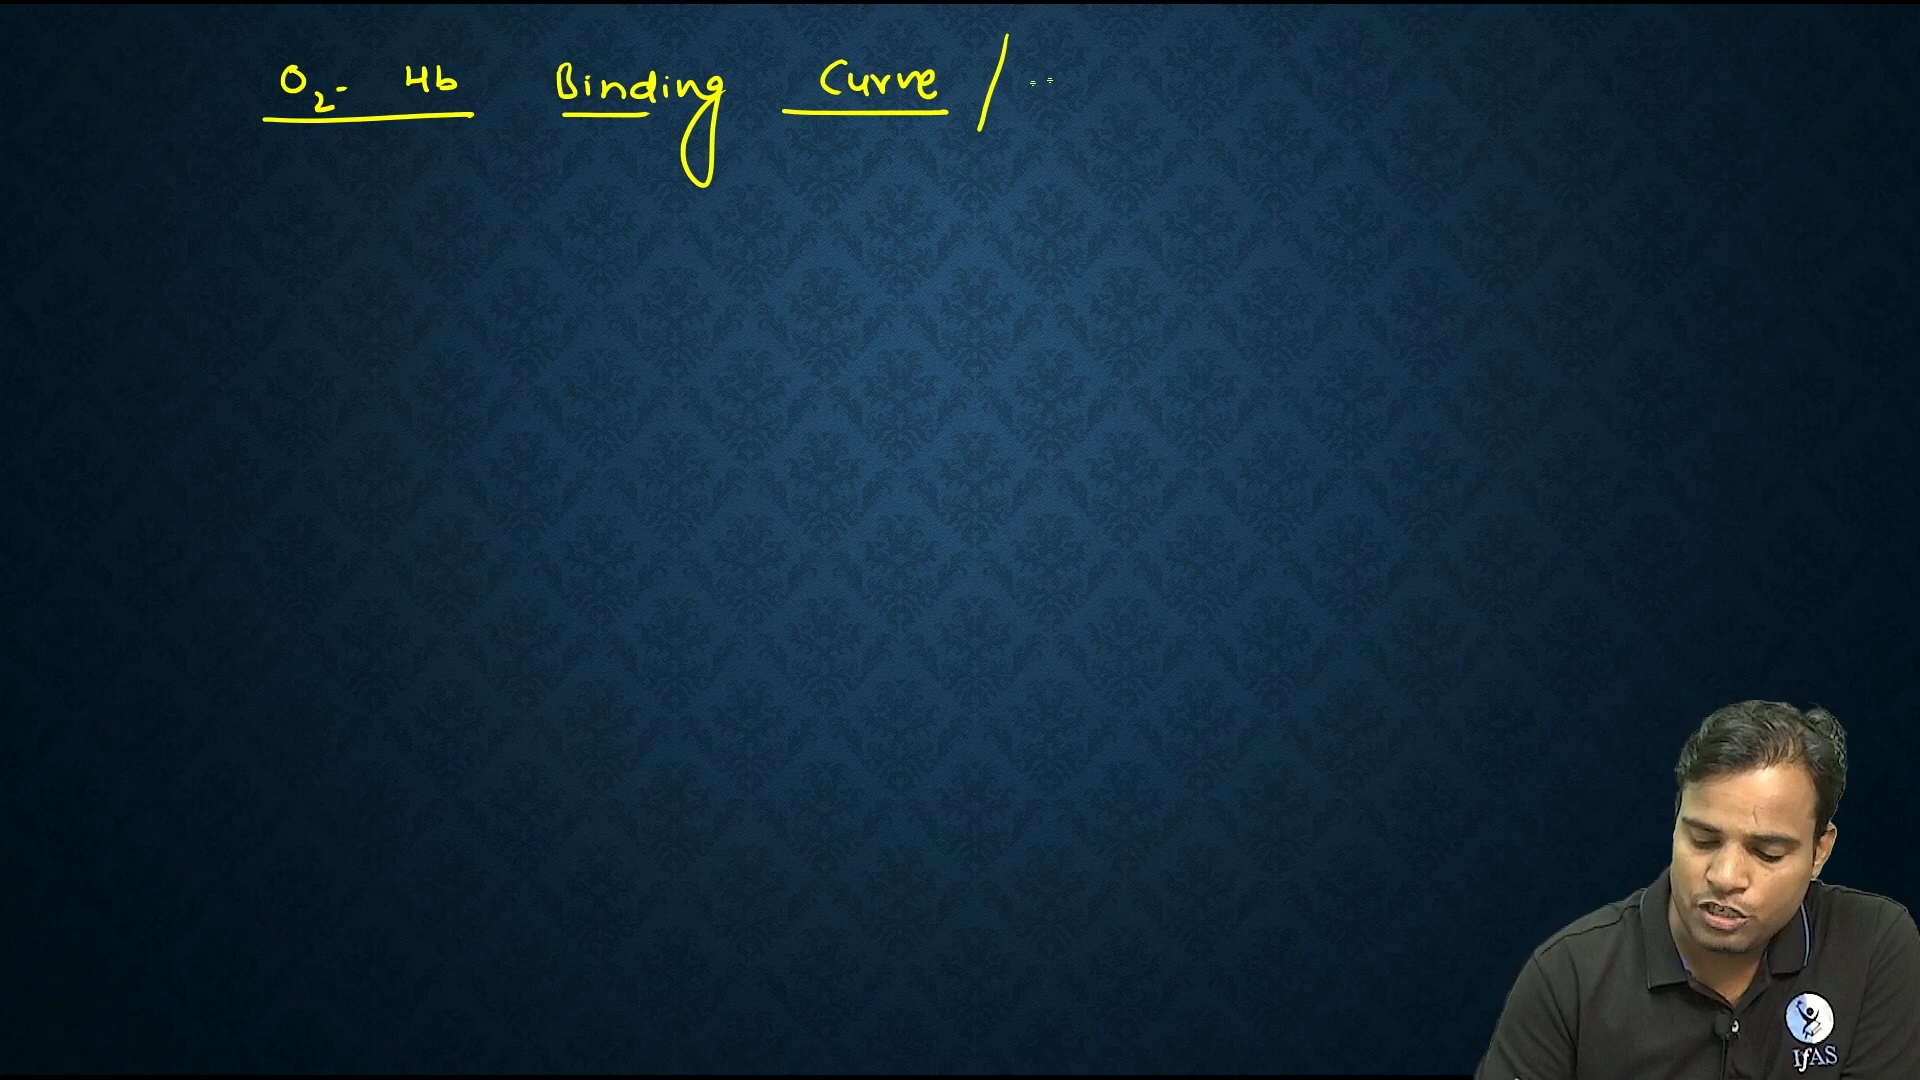 O₂- Hb Binding Curve /
IfAS